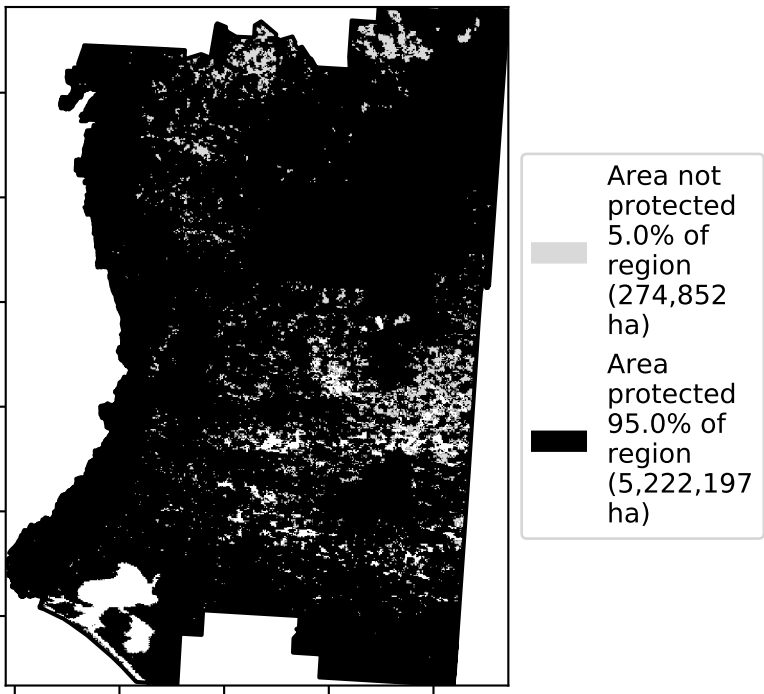 Area not
protected
5.0% of
region
(274,852
ha)
Area
protected
95.0% of
region
(5,222,197
ha)